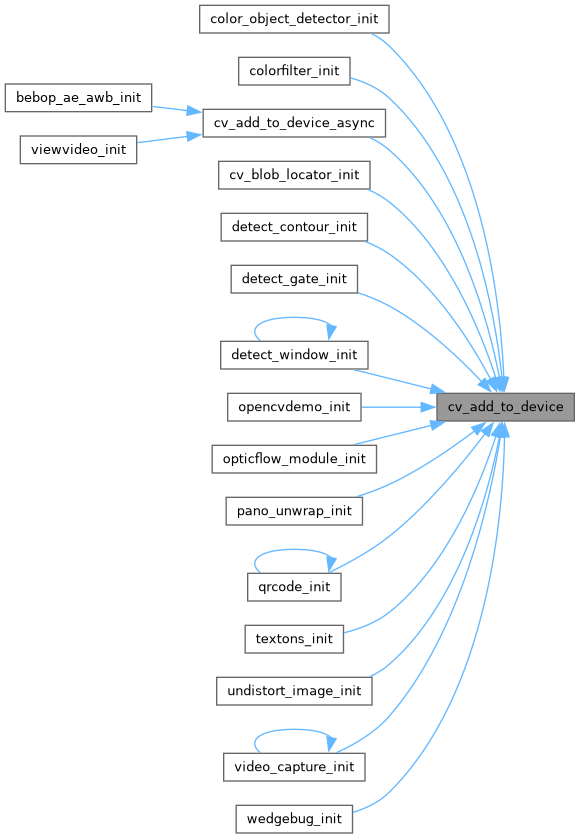 color_object_detector_init
colorfilter_init
bebop_ae_awb_init
cv_add_to_device_async
viewvideo_init
cv_blob_locator_init
detect_contour_init
detect_gate_init
detect_window_init
cv_add_to_device
opencvdemo_init
opticflow_module_init
pano_unwrap_init
qrcode_init
textons_init
undistort_image_init
video_capture_init
wedgebug_init